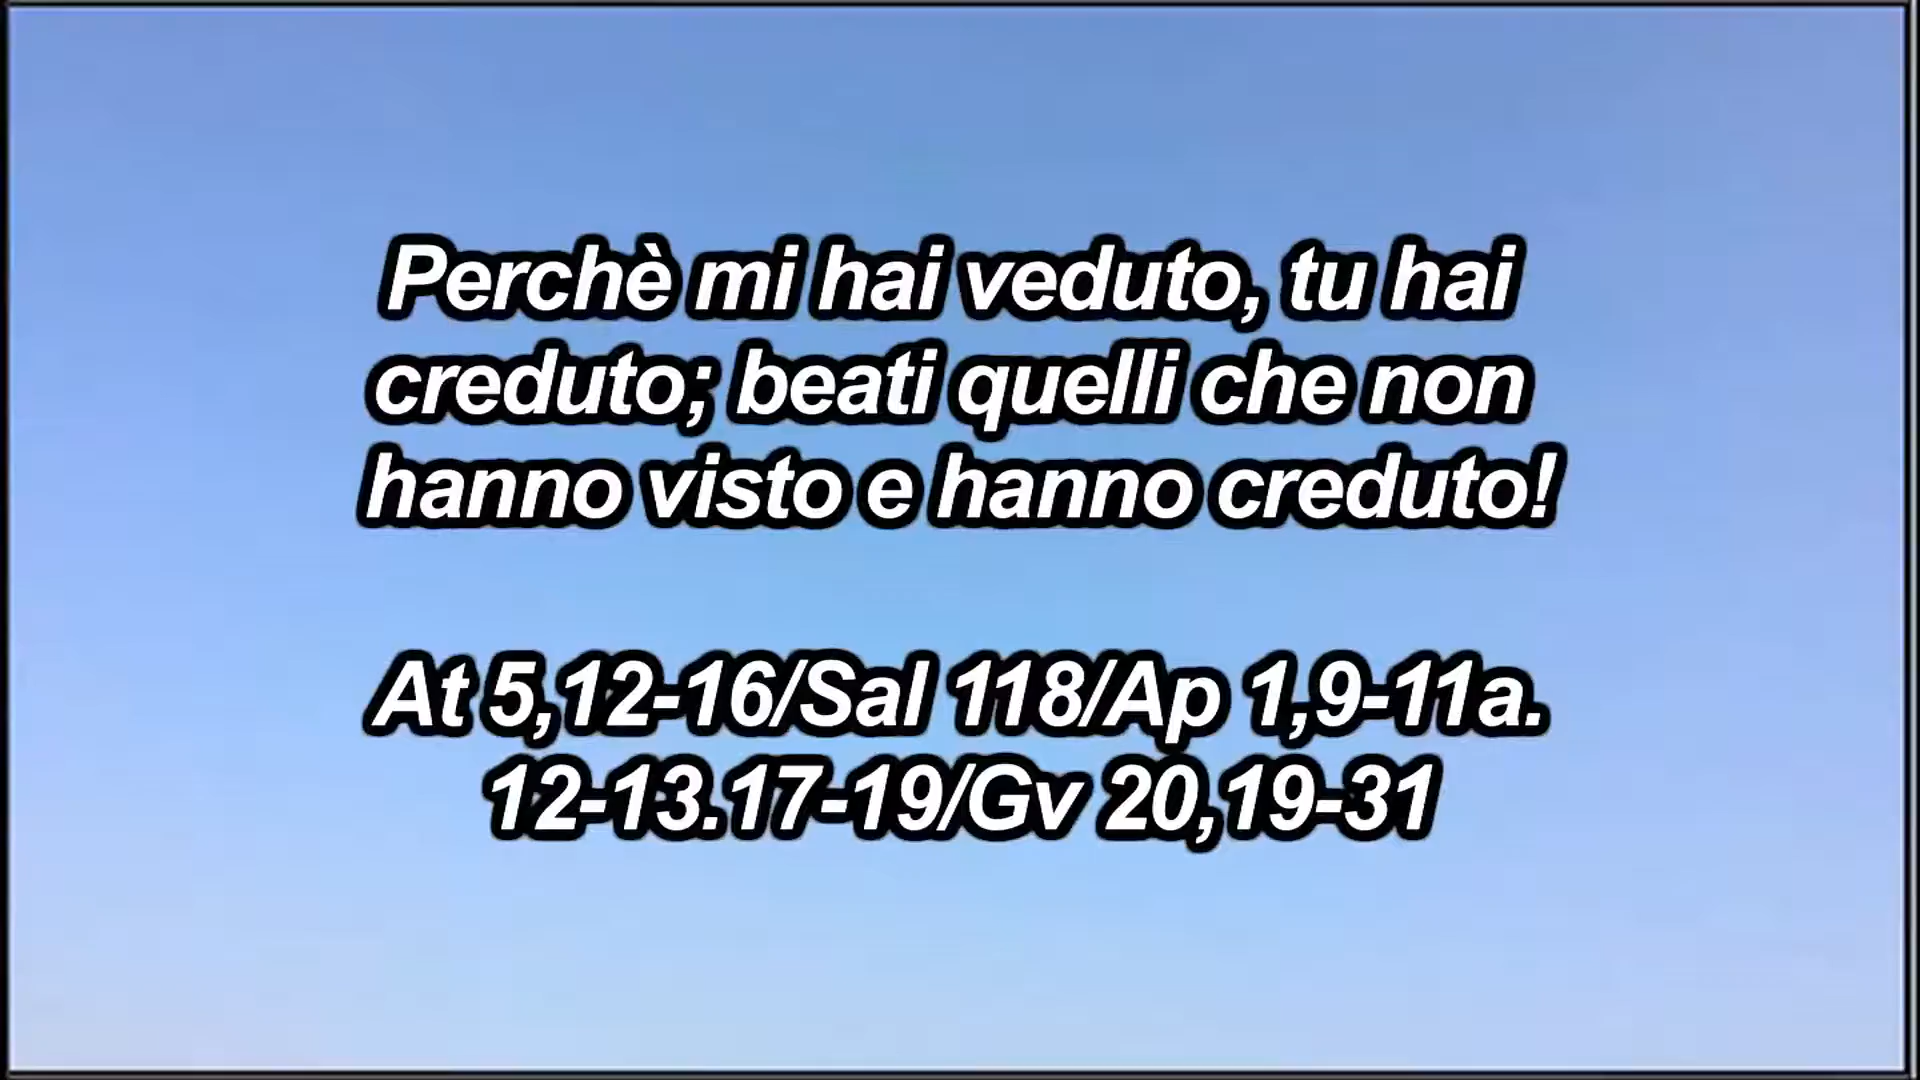 Perchè mi hai veduto, tu hai
creduto; beati quelli che non
hanno visto e hanno creduto!
At 5,12-16/Sal 118/Ap 1,9-11a.
12-13.17-19/Gv 20,19-31